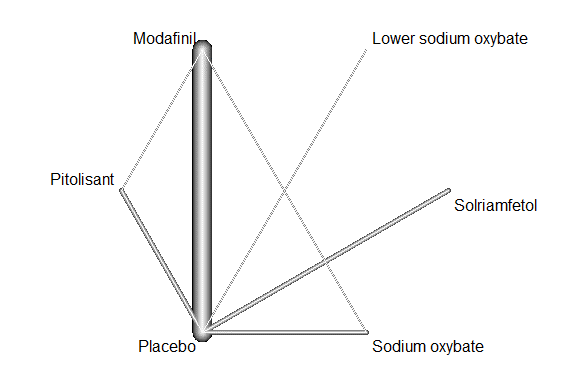 Modafinil
Lower sodium oxybate
Pitolisant
Solriamfetol
Placebo
Sodium oxybate